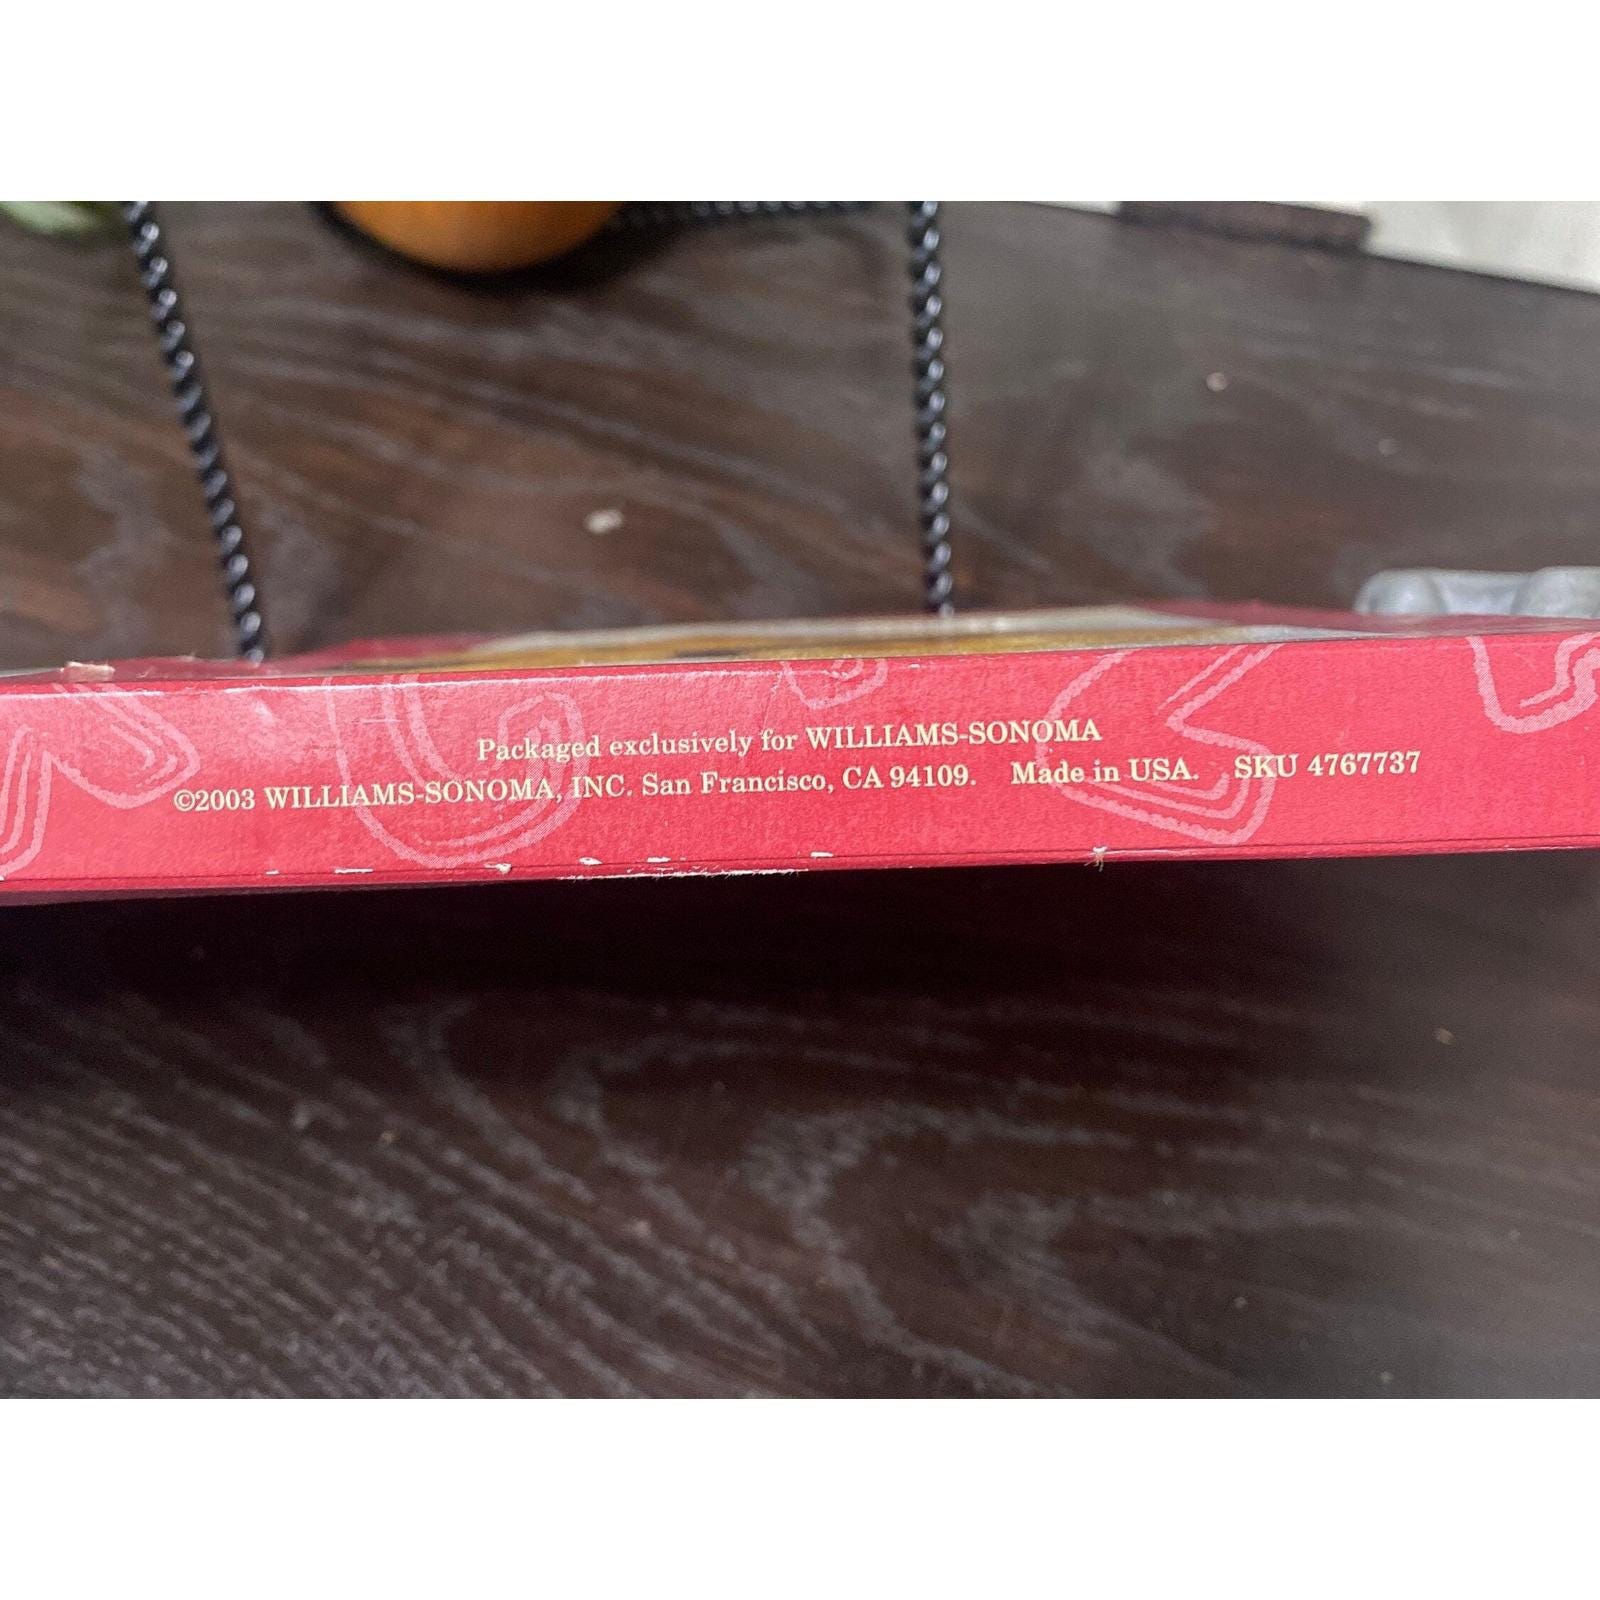 Packaged exclusively for WILLIAMS-SONOMA
©2003 WILLIAMS-SONOMA, INC. San Francisco, CA 94109. Made in USA. SKU 4767737